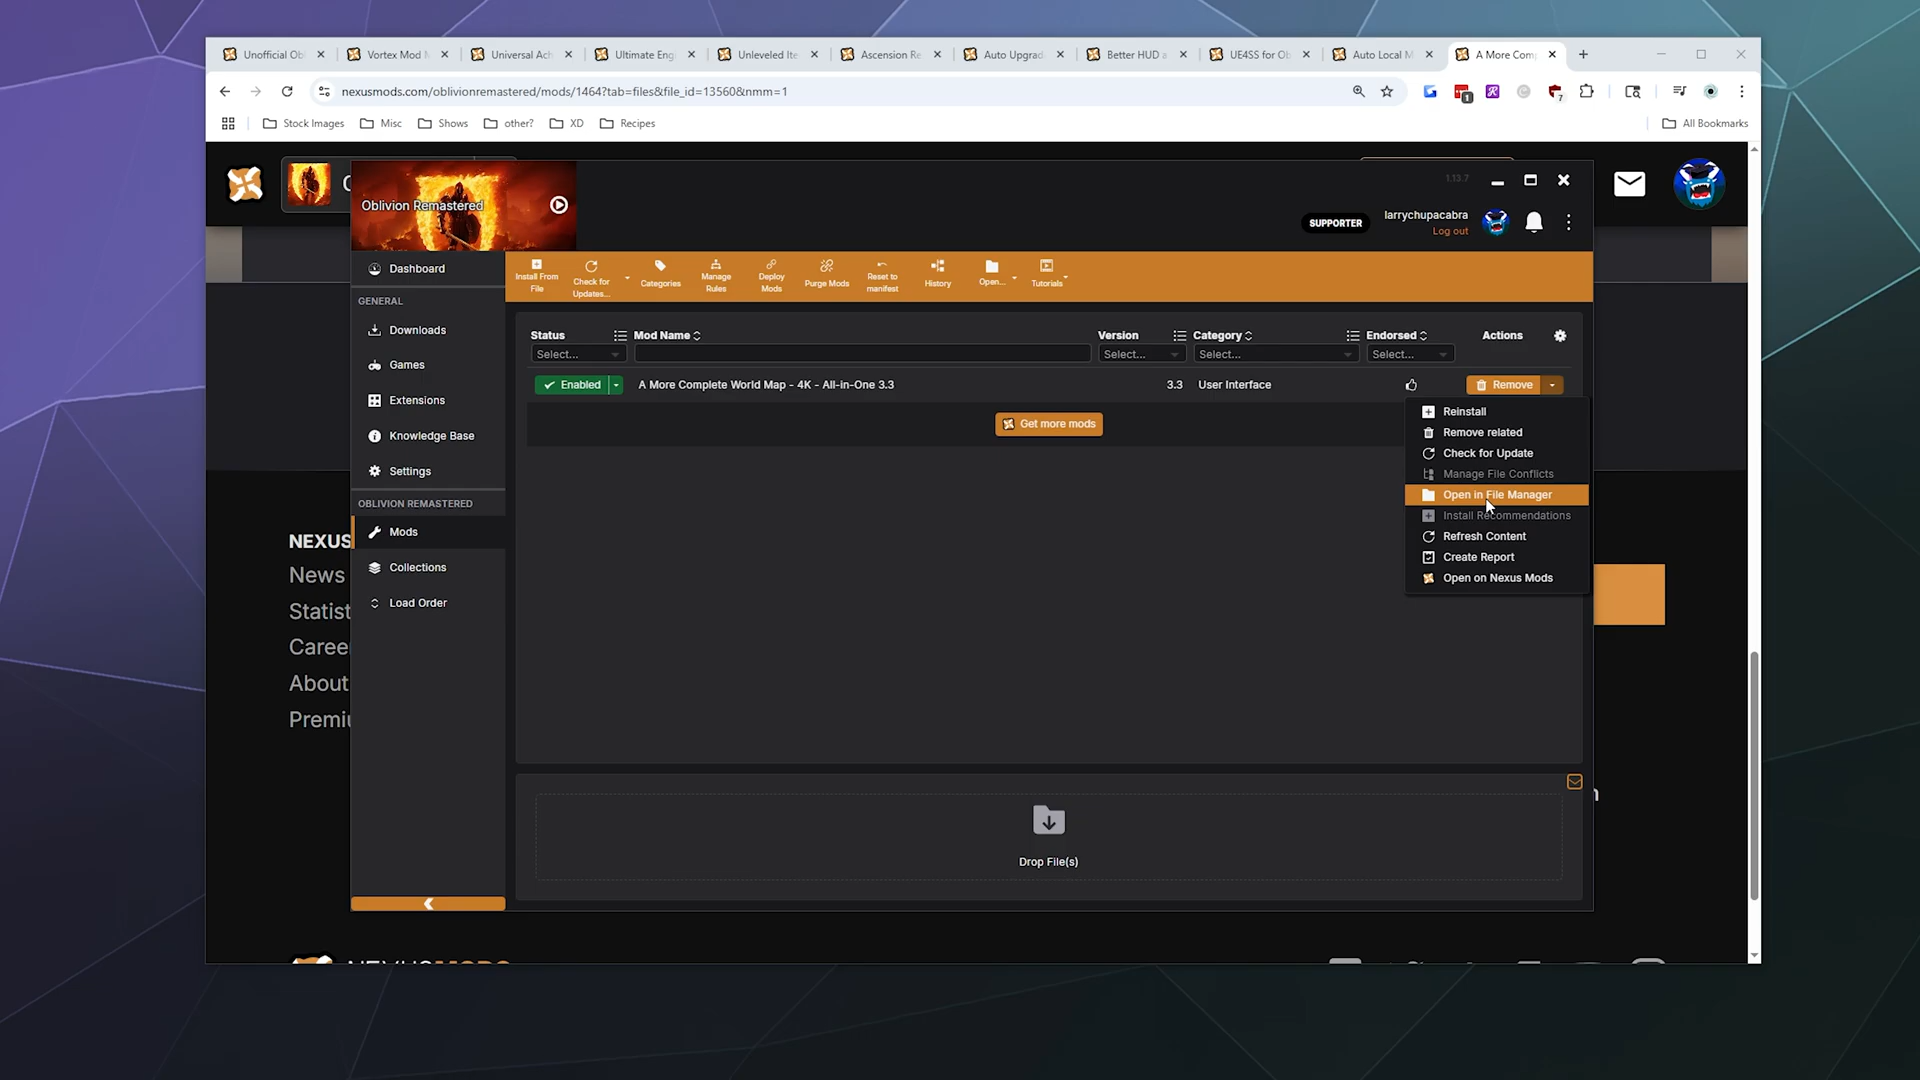 Unofficial Ob
Vortex Mod M
Universal Ach
Ultimate Engi
Unleveled Ite
Ascension Re
Auto Upgrad
Better HUD a
UE4SS for Ob
Auto Local M
A More Comp
nexusmods.com/oblivionremastered/mods/1464?tab=files&file_id=13560&nmm=1
1
7
Stock Images
Misc
Shows
other?
XD
Recipes
All Bookmarks
Oblivion Remastered
1.13.7
SUPPORTER
larrychupacabra
Log out
Dashboard
GENERAL
Downloads
Games
Extensions
Knowledge Base
Settings
OBLIVION REMASTERED
Mods
Collections
Load Order
Install From
File
Check for
Updates...
Categories
Manage
Rules
Deploy
Mods
Purge Mods
Reset to
manifest
History
Open...
Tutorials
Status
Mod Name
Version
Category
Endorsed
Actions
Select...
Select...
Select...
Select...
Enabled
A More Complete World Map - 4K - All-in-One 3.3
3.3
User Interface
Remove
Get more mods
Reinstall
Remove related
Check for Update
Manage File Conflicts
Open in File Manager
Install Recommendations
Refresh Content
Create Report
Open on Nexus Mods
Drop File(s)
NEXUS
News
Statist
Caree
About
Premiu